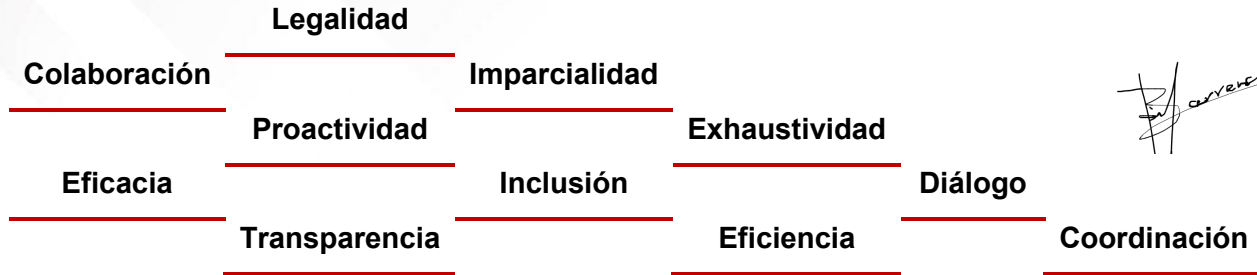 Legalidad
Colaboración Imparcialidad
Proactividad Exhaustividad
Eficacia Inclusión Diálogo
Transparencia Eficiencia Coordinación